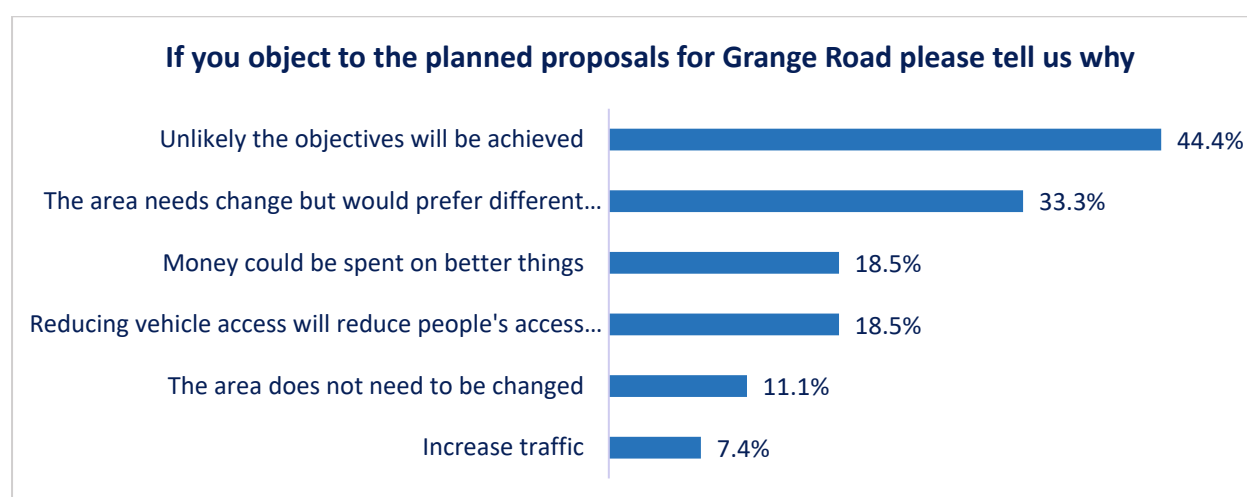 If you object to the planned proposals for Grange Road please tell us why
Unlikely the objectives will be achieved 44.4%
The area needs change but would prefer different... 33.3%
Money could be spent on better things 18.5%
Reducing vehicle access will reduce people's access... 18.5%
The area does not need to be changed 11.1%
Increase traffic 7.4%